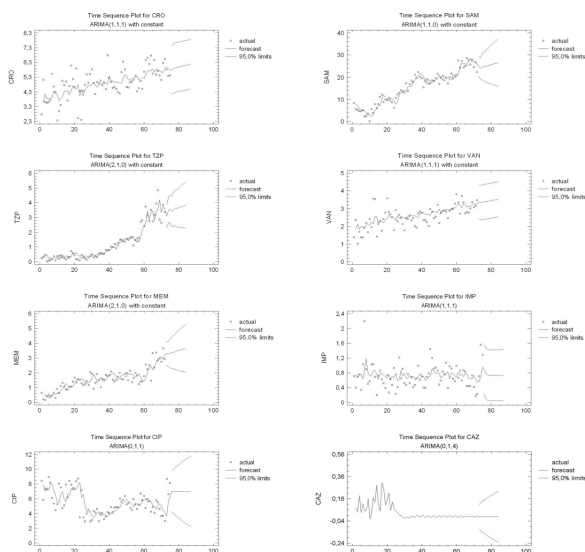 Time Sequence Plot for CRO
ARIMA(1,1,1) with constant
8,3
7,3
6,3
5,3
4,3
3,3
2,3
CRO
0 20 40 60 80 100
actual
forecast
95,0% limits
Time Sequence Plot for SAM
ARIMA(1,1,0) with constant
40
30
20
10
0
SAM
0 20 40 60 80 100
actual
forecast
95,0% limits
Time Sequence Plot for TZP
ARIMA(2,1,0) with constant
6
5
4
3
2
1
0
TZP
0 20 40 60 80 100
actual
forecast
95,0% limits
Time Sequence Plot for VAN
ARIMA(1,1,1) with constant
5
4
3
2
1
0
VAN
0 20 40 60 80 100
actual
forecast
95,0% limits
Time Sequence Plot for MEM
ARIMA(2,1,0) with constant
6
5
4
3
2
1
0
MEM
0 20 40 60 80 100
actual
forecast
95,0% limits
Time Sequence Plot for IMP
ARIMA(1,1,1)
2,4
2
1,6
1,2
0,8
0,4
0
IMP
0 20 40 60 80 100
actual
forecast
95,0% limits
Time Sequence Plot for CIP
ARIMA(0,1,1)
12
10
8
6
4
2
0
CIP
0 20 40 60 80 100
actual
forecast
95,0% limits
Time Sequence Plot for CAZ
ARIMA(0,1,4)
0,56
0,36
0,16
-0,04
-0,24
CAZ
0 20 40 60 80 100
actual
forecast
95,0% limits